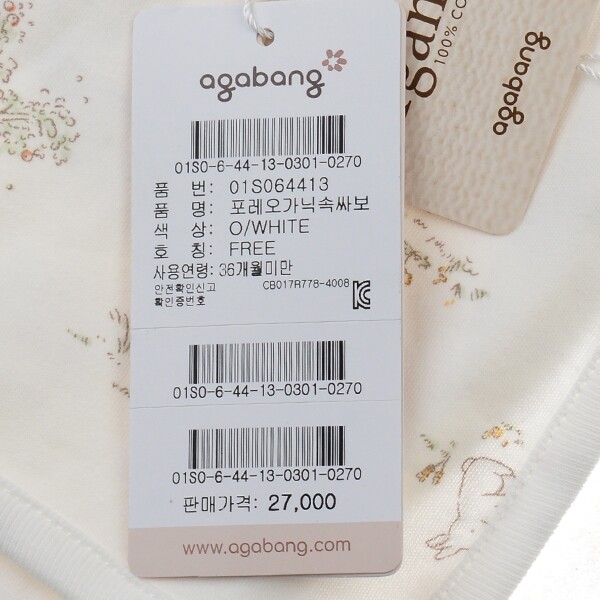 agabang
01S0-6-44-13-0301-0270
품 번: 01S064413
품 명: 포레오가닉속싸보
색 상: O/WHITE
호 칭: FREE
사용연령: 36개월미만
안전확인신고
확인증번호
CB017R778-4008
01S0-6-44-13-0301-0270
01S0-6-44-13-0301-0270
판매가격: 27,000
www.agabang.com
100% CO
agabang